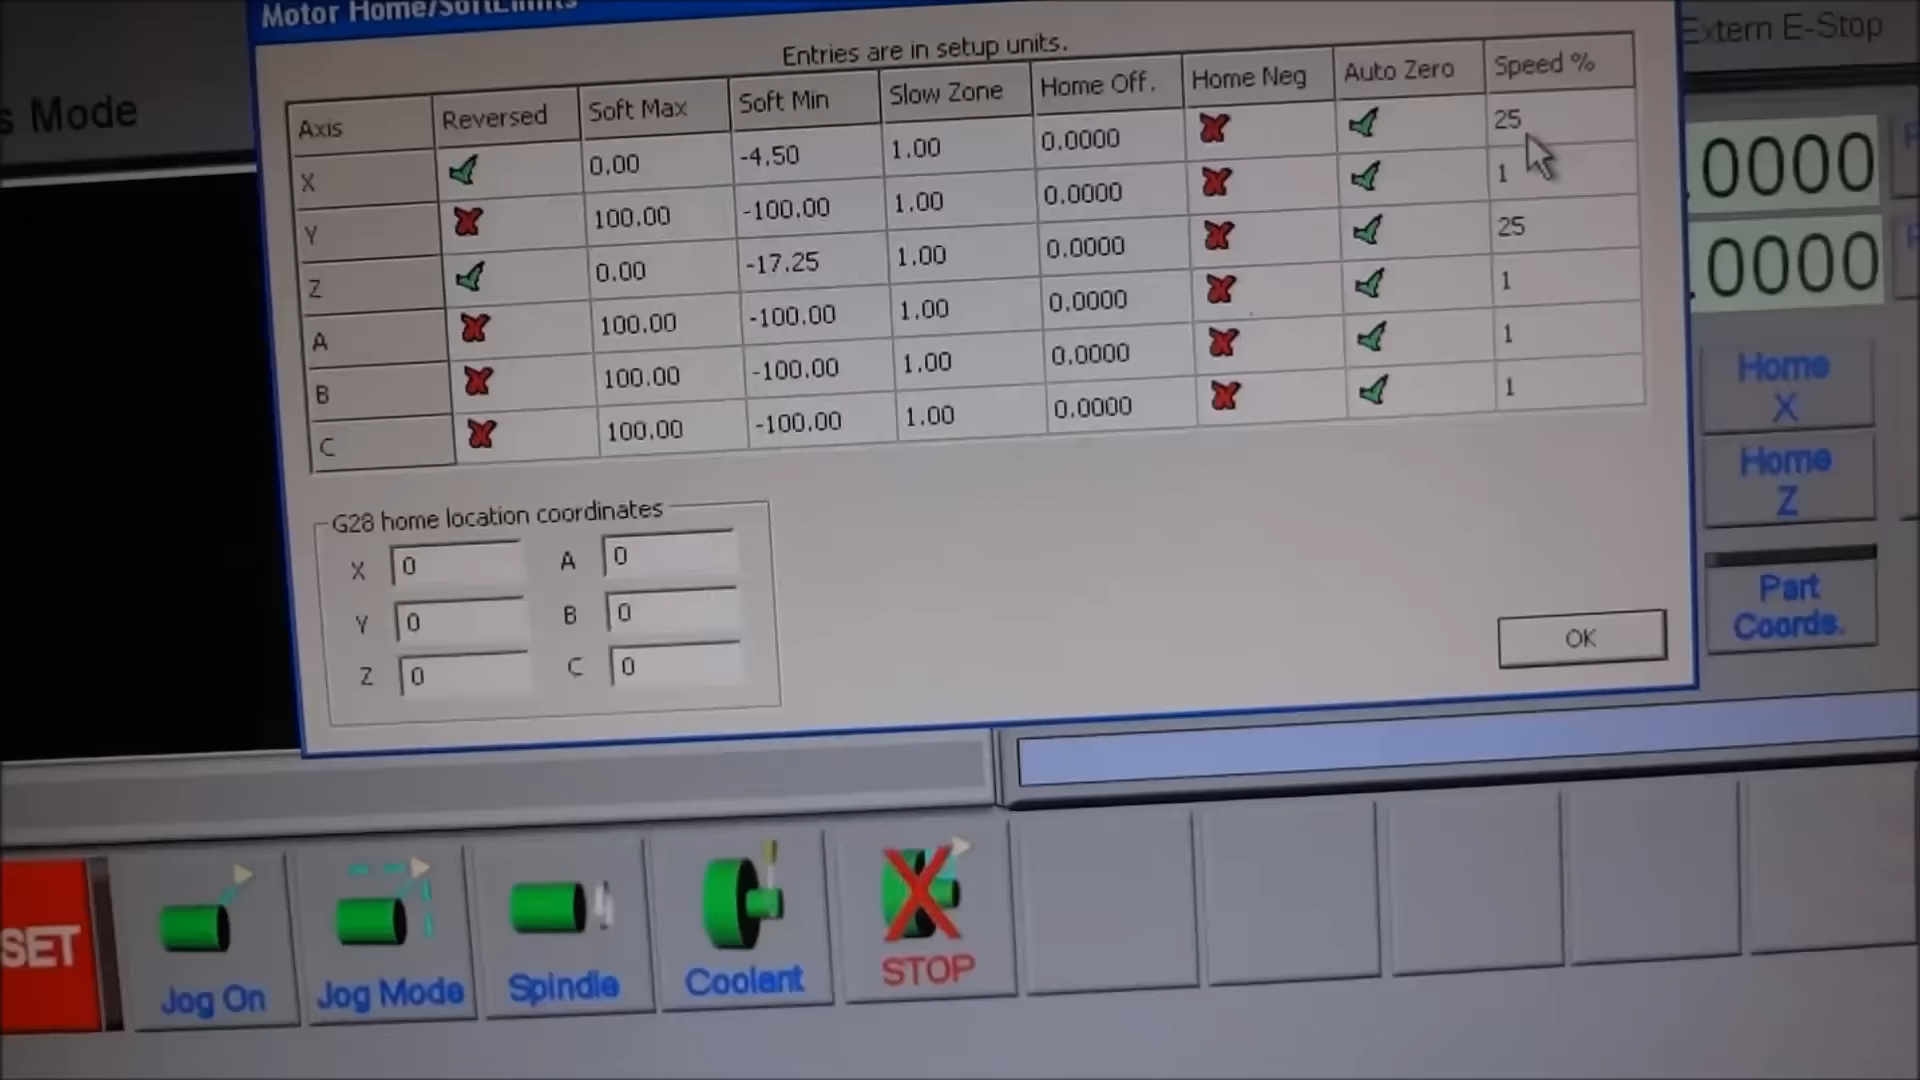 Motor Home/SoftLimits
Extern E-Stop
s Mode
Entries are in setup units.
Axis Reversed Soft Max Soft Min Slow Zone Home Off. Home Neg Auto Zero Speed %
X 0.00 -4.50 1.00 0.0000 25
Y 100.00 -100.00 1.00 0.0000 1
Z 0.00 -17.25 1.00 0.0000 25
A 100.00 -100.00 1.00 0.0000 1
B 100.00 -100.00 1.00 0.0000 1
C 100.00 -100.00 1.00 0.0000 1
.0000
.0000
Home
X
Home
Z
Part
Coords.
G28 home location coordinates
X 0 A 0
Y 0 B 0
Z 0 C 0
OK
SET
Jog On
Jog Mode
Spindle
Coolant
STOP